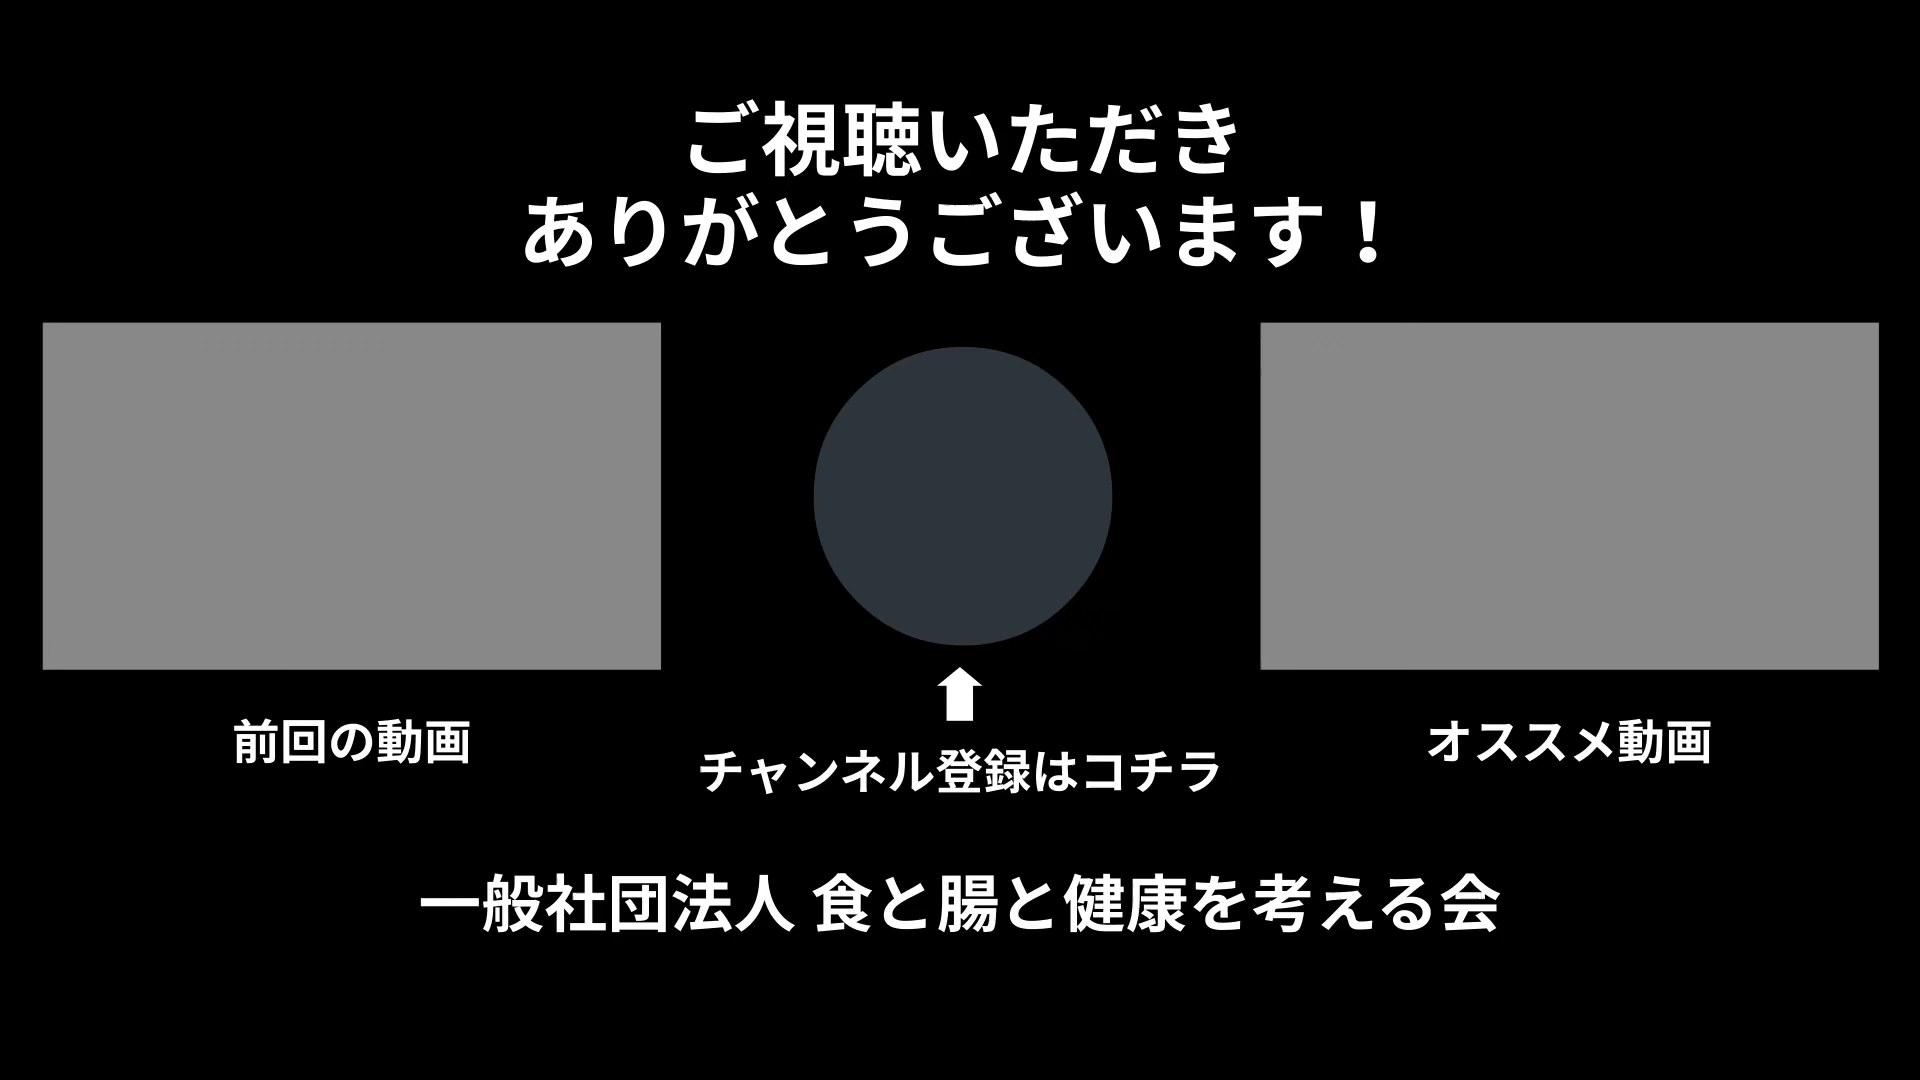 ご視聴いただき
ありがとうございます！
前回の動画
チャンネル登録はコチラ
オススメ動画
一般社団法人 食と腸と健康を考える会